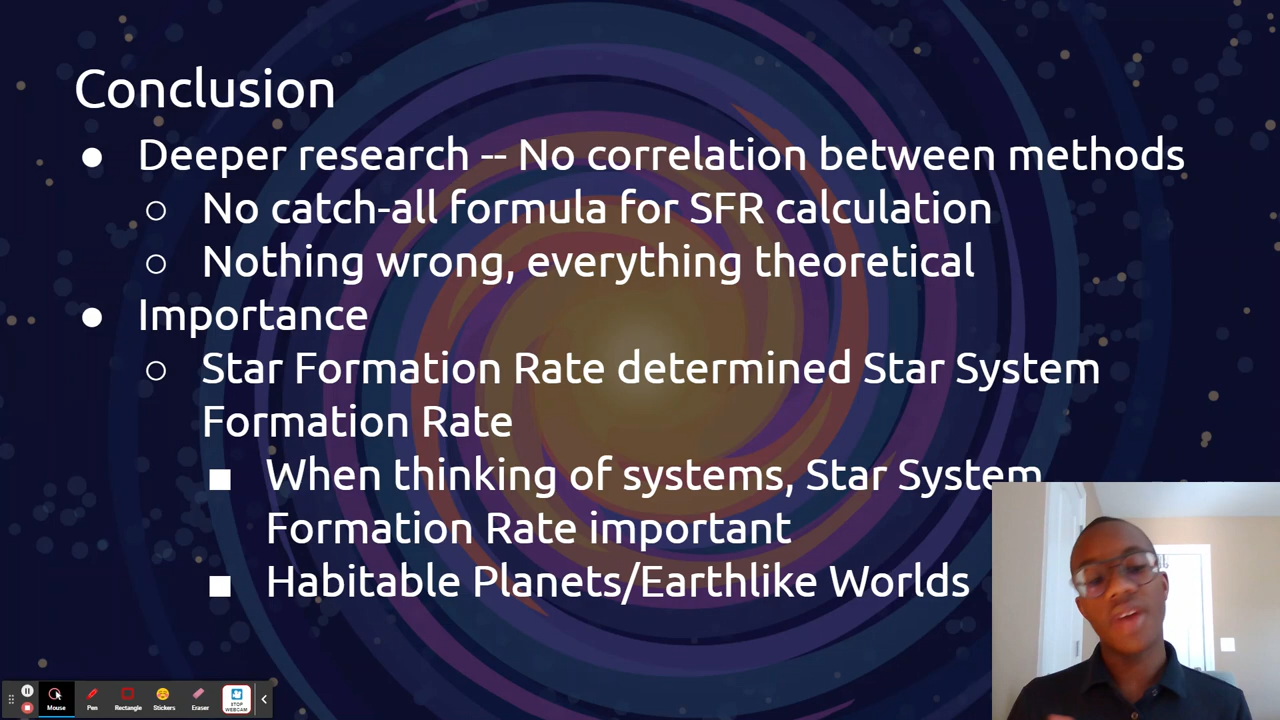 Conclusion
● Deeper research -- No correlation between methods
○ No catch-all formula for SFR calculation
○ Nothing wrong, everything theoretical
● Importance
○ Star Formation Rate determined Star System
Formation Rate
■ When thinking of systems, Star System
Formation Rate important
■ Habitable Planets/Earthlike Worlds
Mouse Pen Rectangle Stickers Eraser STOP WEBCAM